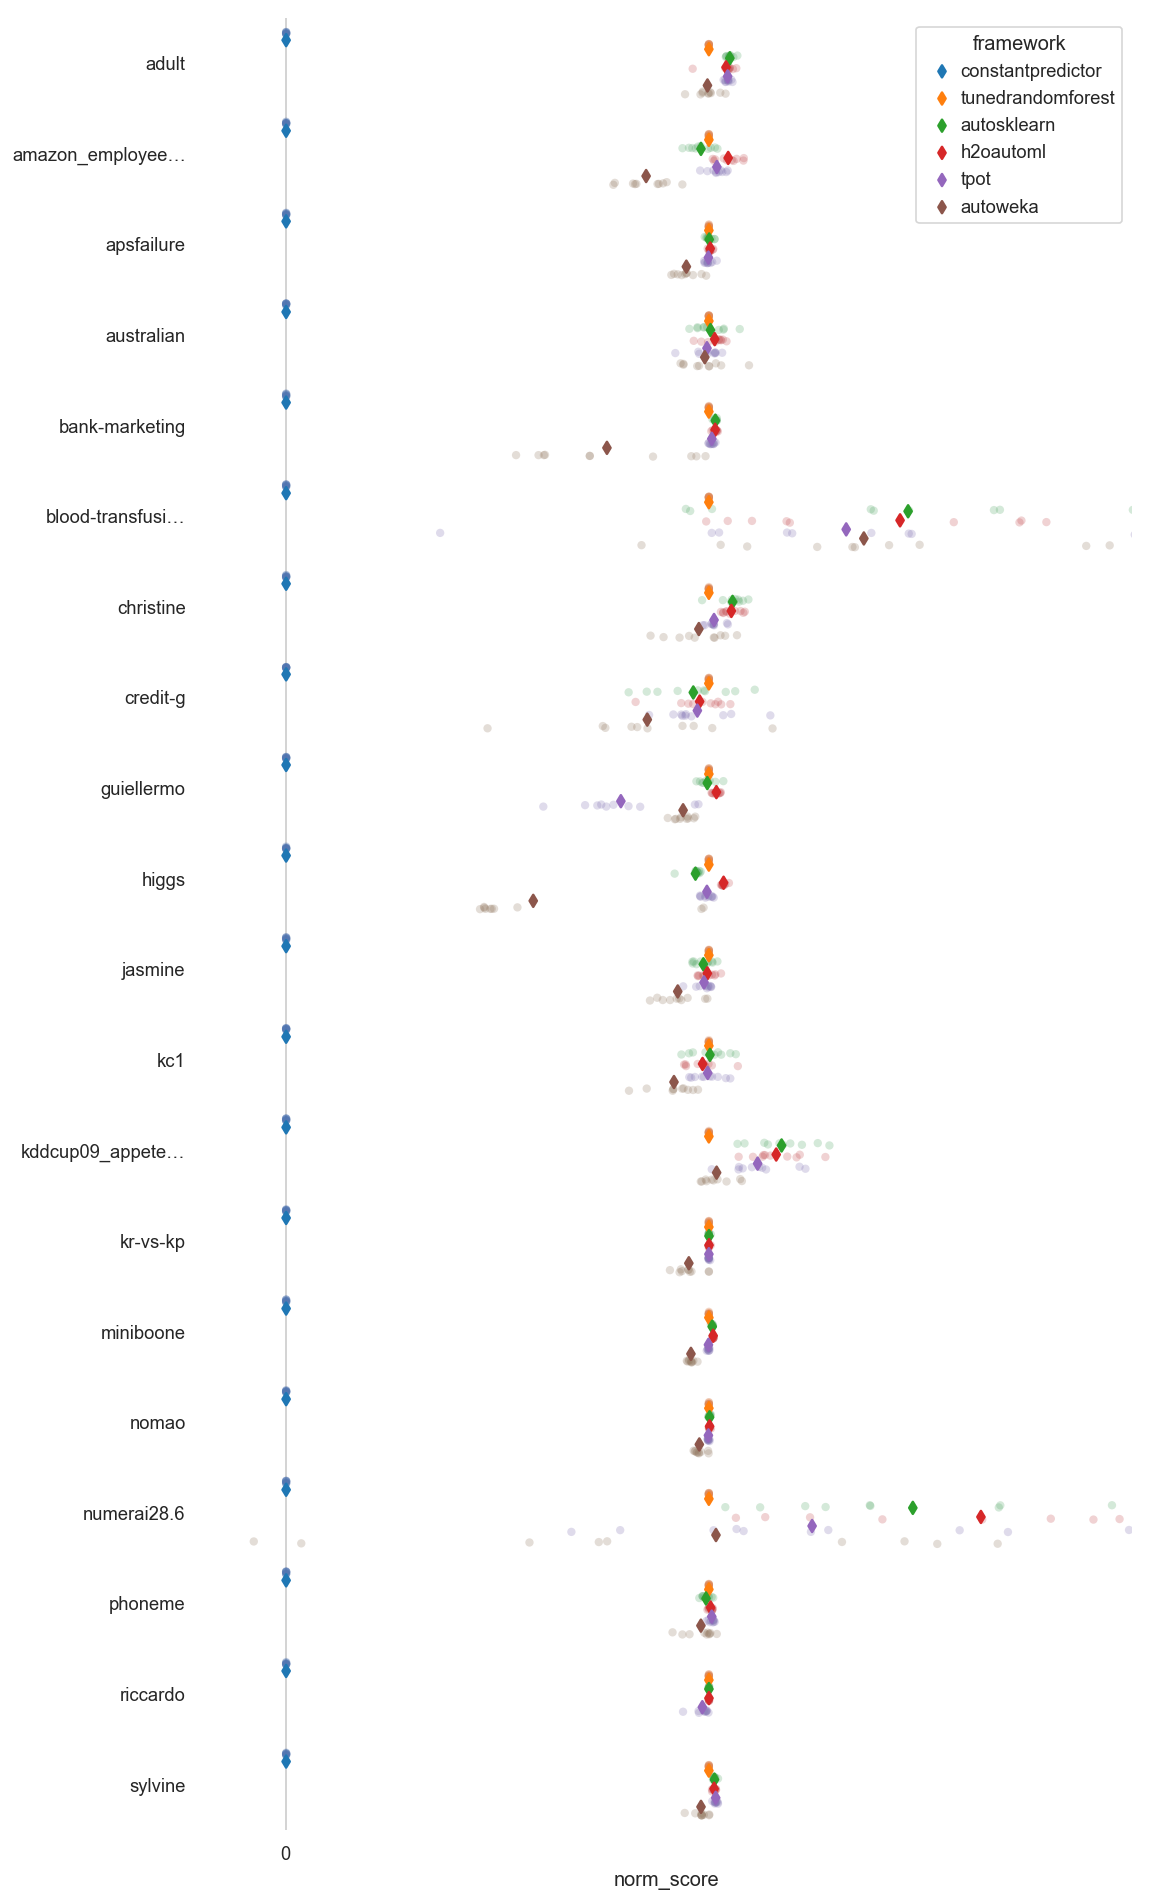 framework
constantpredictor
tunedrandomforest
autosklearn
h2oautoml
tpot
autoweka
adult
amazon_employee…
apsfailure
australian
bank-marketing
blood-transfusi…
christine
credit-g
guiellermo
higgs
jasmine
kc1
kddcup09_appete…
kr-vs-kp
miniboone
nomao
numerai28.6
phoneme
riccardo
sylvine
0
norm_score